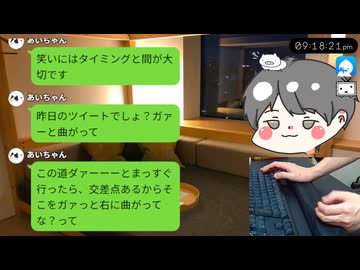 09:18:21pm
あいちゃん
笑いにはタイミングと間が大
切です
あいちゃん
昨日のツイートでしょ？ガァ
ーと曲がって
あいちゃん
この道ダァーーーとまっすぐ
行ったら、交差点あるからそ
こをガァっと右に曲がって
な？って